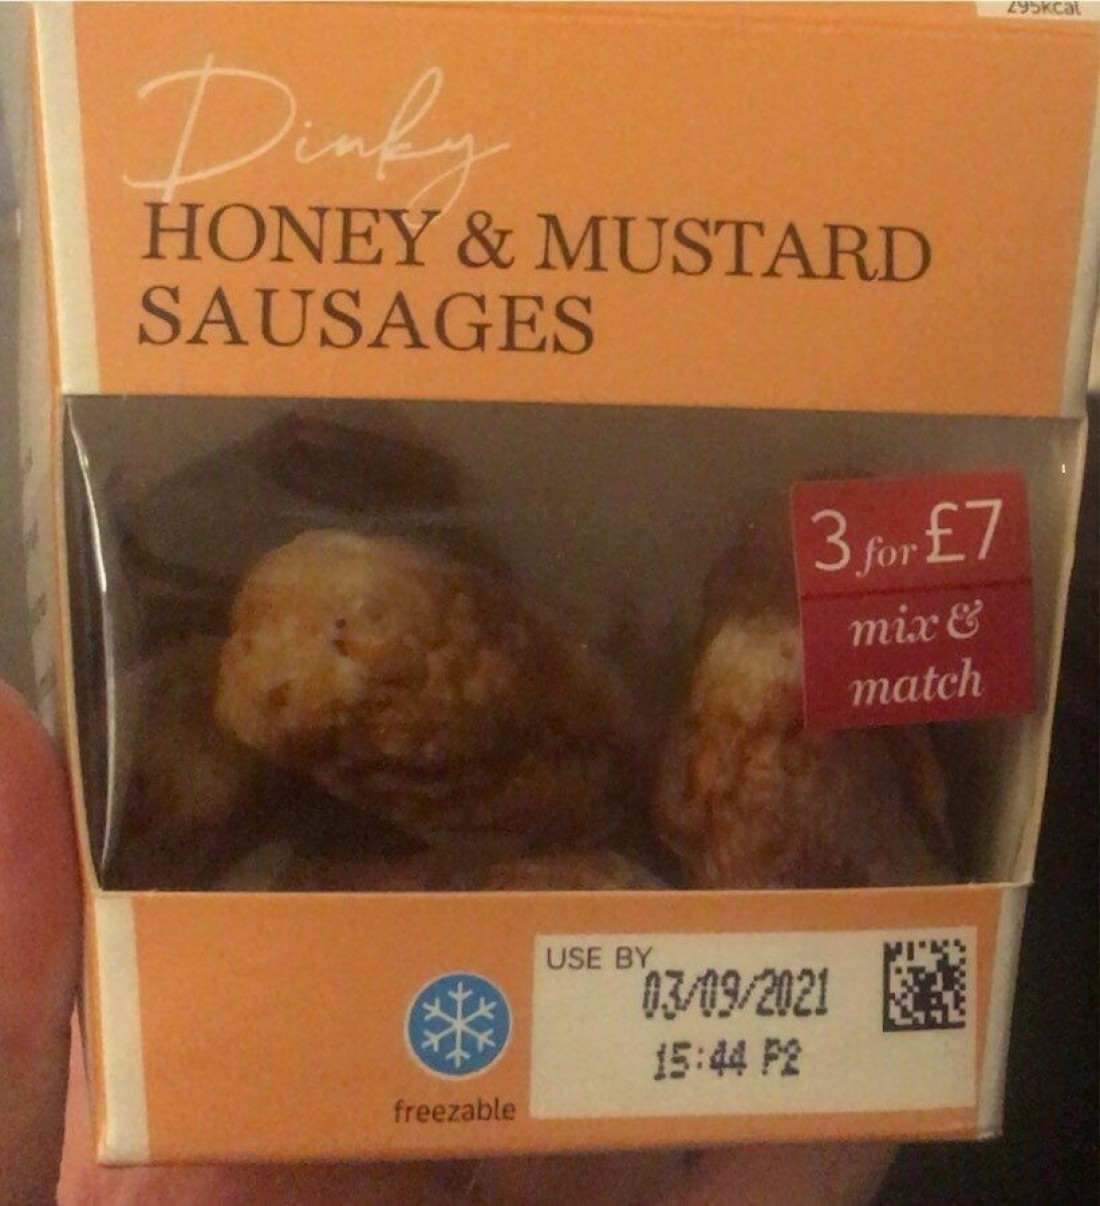 295kcal
Dinky
HONEY & MUSTARD
SAUSAGES
3 for £7
mix &
match
USE BY
03/09/2021
15:44 P2
freezable